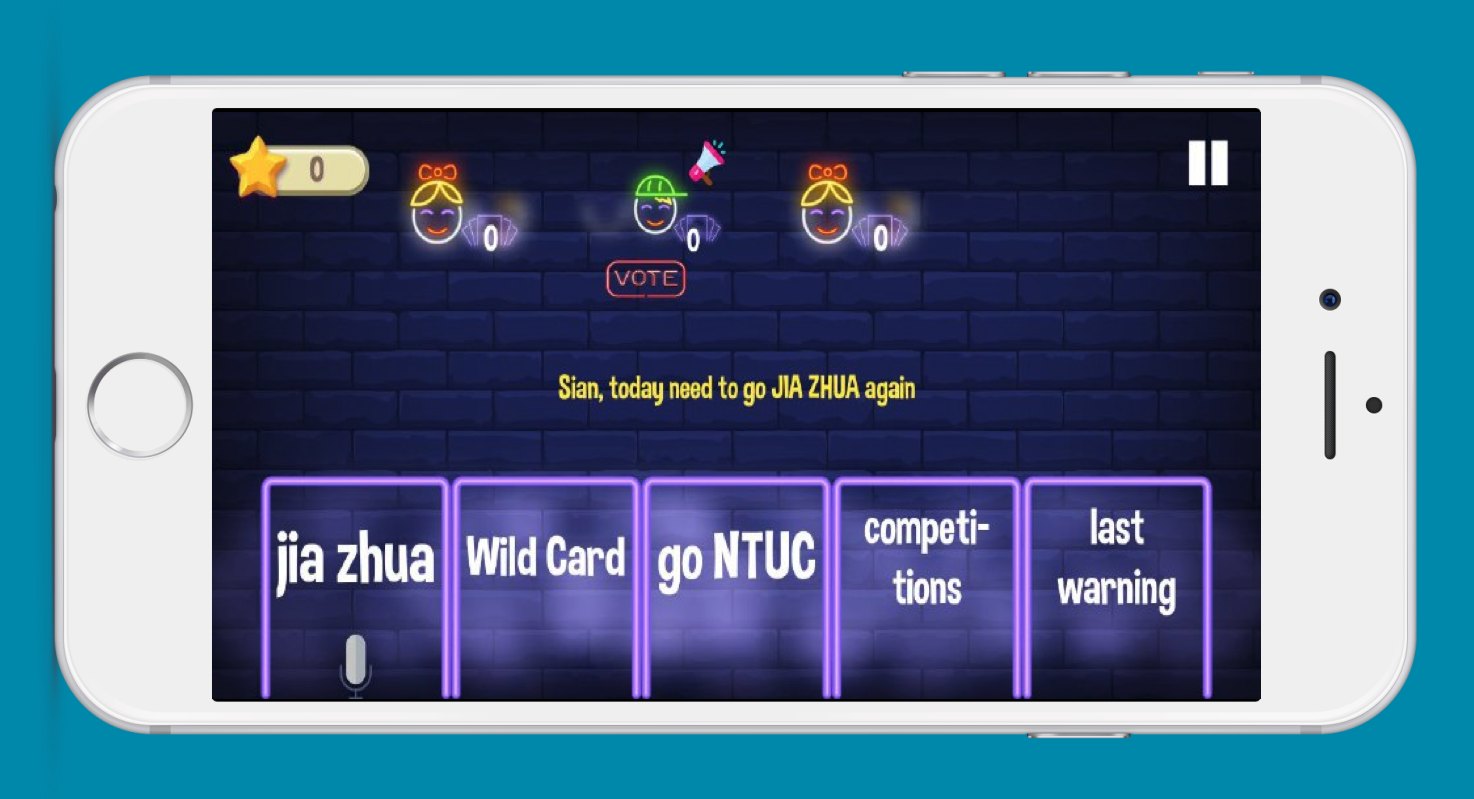 0
0
0
0
VOTE
Sian, today need to go JIA ZHUA again
jia zhua
Wild Card
go NTUC
competi-
tions
last
warning